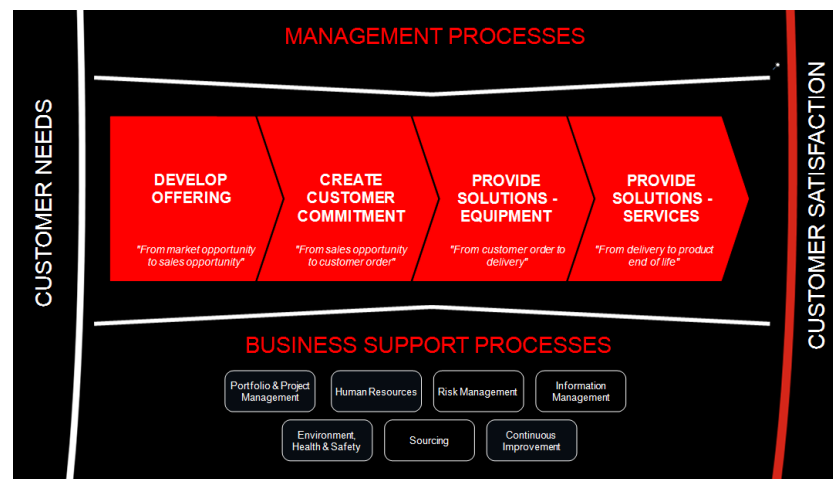 MANAGEMENT PROCESSES
CUSTOMER NEEDS
DEVELOP
OFFERING
"From market opportunity
to sales opportunity"
CREATE
CUSTOMER
COMMITMENT
"From sales opportunity
to customer order"
PROVIDE
SOLUTIONS -
EQUIPMENT
"From customer order to
delivery"
PROVIDE
SOLUTIONS -
SERVICES
"From delivery to product
end of life"
CUSTOMER SATISFACTION
BUSINESS SUPPORT PROCESSES
Portfolio & Project
Management
Human Resources
Risk Management
Information
Management
Environment,
Health & Safety
Sourcing
Continuous
Improvement